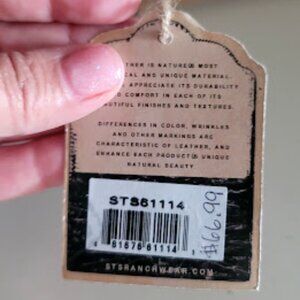 THER IS NATURE(S) MOST
CAL AND UNIQUE MATERIAL.
APPRECIATE ITS DURABILITY
D COMFORT IN EACH OF ITS
UTIFUL FINISHES AND TEXTURES.
DIFFERENCES IN COLOR, WRINKLES
AND OTHER MARKINGS ARE
CHARACTERISTIC OF LEATHER, AND
ENHANCE EACH PRODUCT(S) UNIQUE
NATURAL BEAUTY.
STS61114
$66.99
81676 61114
STSRANCHWEAR.COM